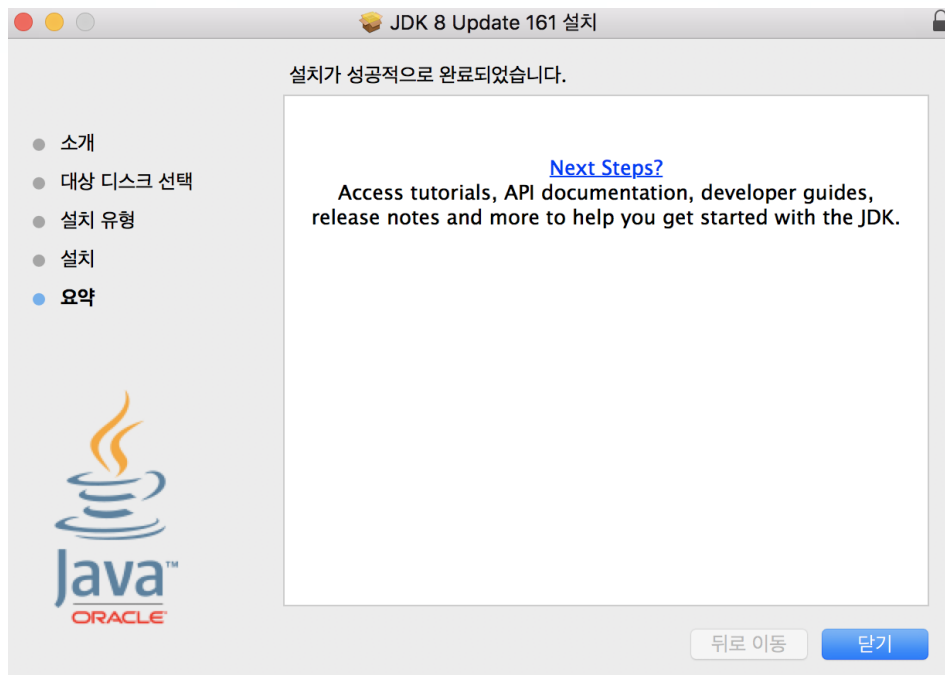 JDK 8 Update 161 설치
설치가 성공적으로 완료되었습니다.
소개
대상 디스크 선택
설치 유형
설치
요약
Next Steps?
Access tutorials, API documentation, developer guides,
release notes and more to help you get started with the JDK.
Java™
ORACLE
뒤로 이동
닫기